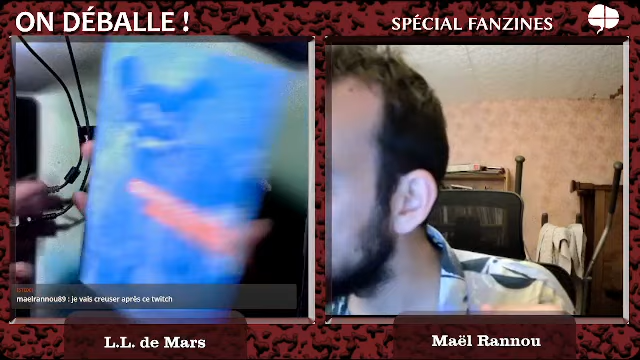 ON DÉBALLE !
SPÉCIAL FANZINES
maelrannou89 : je vais creuser après ce twitch
L.L. de Mars
Maël Rannou